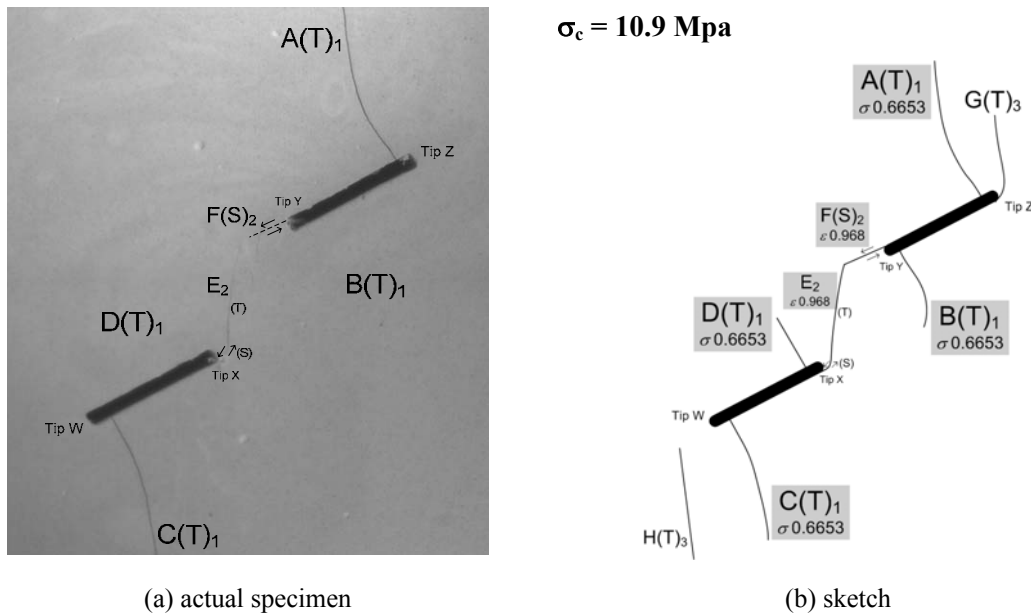 A(T)₁
Tip Z
Tip Y
F(S)₂
B(T)₁
E₂
(T)
D(T)₁
(S)
Tip X
Tip W
C(T)₁
(a) actual specimen
σc = 10.9 Mpa
A(T)₁
σ 0.6653
G(T)₃
Tip Z
F(S)₂
ε 0.968
Tip Y
E₂
ε 0.968
(T)
D(T)₁
σ 0.6653
B(T)₁
σ 0.6653
(S)
Tip X
Tip W
C(T)₁
σ 0.6653
H(T)₃
(b) sketch